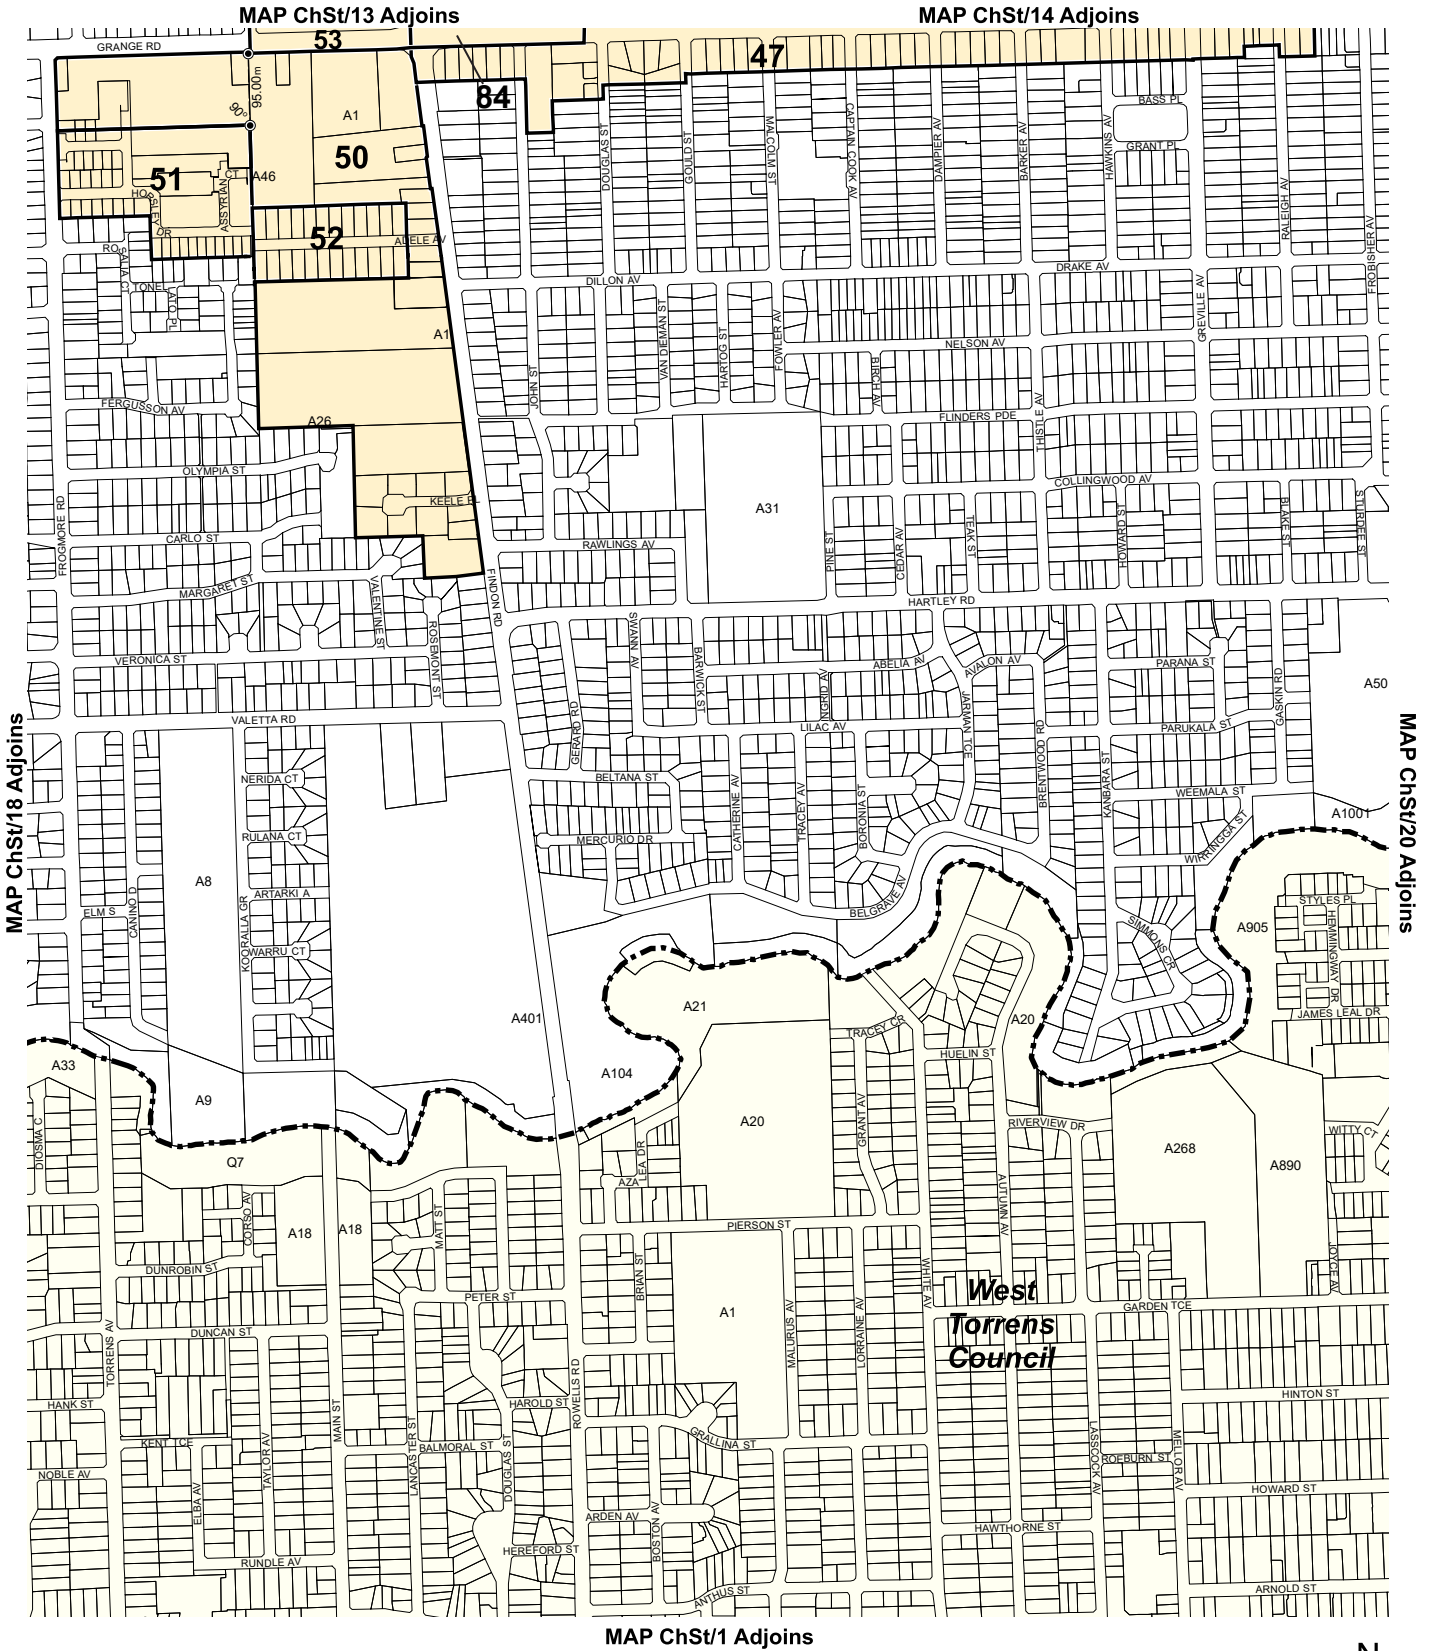 MAP ChSt/13 Adjoins
MAP ChSt/14 Adjoins
GRANGE RD
53
47
84
95.00m
90°
A1
50
51
A46
CT
ASSYRIAN
HORSLEY
DR
52
ADELE AV
RO
SALIA CT
TONEL
LATO PL
A1
FERGUSSON AV
A26
OLYMPIA ST
KEELE PL
CARLO ST
FROGMORE RD
MARGARET ST
VALENTINE ST
ROSEMONT ST
VERONICA ST
FINDON RD
VALETTA RD
DOUGLAS ST
GOULD ST
MALCOLM ST
CAPTAIN COOK AV
DAMPIER AV
BARKER AV
HAWKINS AV
BASS PL
GRANT PL
RALEIGH AV
FROBISHER AV
DILLON AV
DRAKE AV
GREVILLE AV
JOHN ST
VAN DIEMAN ST
HARTOG ST
FOWLER AV
NELSON AV
BIRCH AV
FLINDERS PDE
THISTLE AV
COLLINGWOOD AV
A31
RAWLINGS AV
PINE ST
CEDAR AV
TEAK ST
HOWARD ST
BLAKE ST
STURDEE ST
HARTLEY RD
SWANN AV
BARWICK ST
ABELIA AV
AVALON AV
INGRID AV
LILAC AV
JARMAN TCE
PARANA ST
GASKIN RD
A50
PARUKALA ST
GERARD RD
BELTANA ST
BRENTWOOD RD
KANBARA ST
WEEMALA ST
A1001
WIRRINGGA ST
CATHERINE AV
TRACEY AV
BORONIA ST
MERCURIO DR
BELGRAVE AV
NERIDA CT
RULANA CT
ARTARKI A
WARRU CT
KOORALLA GR
A8
ELM S
CANINO D
MAP ChSt/18 Adjoins
MAP ChSt/20 Adjoins
SIMMONS CR
A905
STYLES PL
HEMMINGWAY DR
JAMES LEAL DR
A401
A21
A20
A104
TRACEY CR
HUELIN ST
A33
A9
A20
GRANT AV
RIVERVIEW DR
A268
A890
WITTY CT
DIOSMA C
Q7
AZA
LEA DR
AUTUMN AV
CORSO AV
A18
A18
MATT ST
PIERSON ST
DUNROBIN ST
PETER ST
BRIAN ST
A1
WHITE AV
West
Torrens
Council
JOYCE AV
GARDEN TCE
TORRENS AV
DUNCAN ST
MALURUS AV
LORRAINE AV
HANK ST
HAROLD ST
ROWELLS RD
HINTON ST
MAIN ST
LANCASTER ST
KENT TCE
BALMORAL ST
GRALLINA ST
LASSCOCK AV
MELLOR AV
ROEBURN ST
NOBLE AV
TAYLOR AV
DOUGLAS ST
HOWARD ST
ELBA AV
ARDEN AV
BOSTON AV
HAWTHORNE ST
HEREFORD ST
RUNDLE AV
ANTHUS ST
ARNOLD ST
MAP ChSt/1 Adjoins